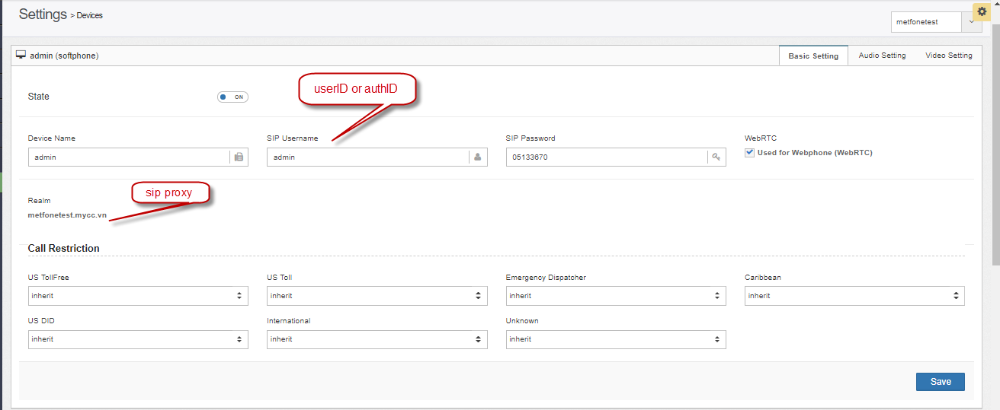 Settings > Devices
metfonetest
admin (softphone)
Basic Setting
Audio Setting
Video Setting
userID or authID
State
ON
Device Name
SIP Username
SIP Password
WebRTC
admin
admin
05133670
Used for Webphone (WebRTC)
sip proxy
Realm
metfonetest.mycc.vn
Call Restriction
US TollFree
US Toll
Emergency Dispatcher
Caribbean
inherit
inherit
inherit
inherit
US DID
International
Unknown
inherit
inherit
inherit
Save